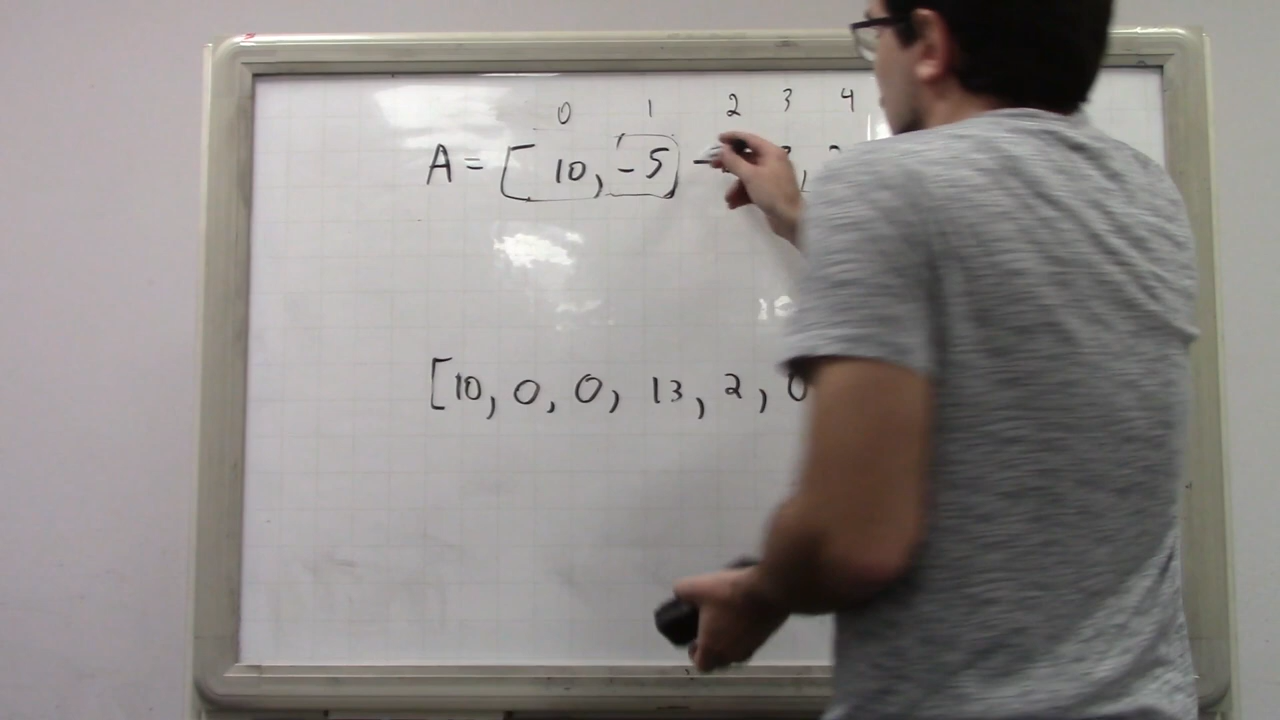 0 1 2 3 4
A = [ 10, -5, -
[10, 0, 0, 13, 2, 0